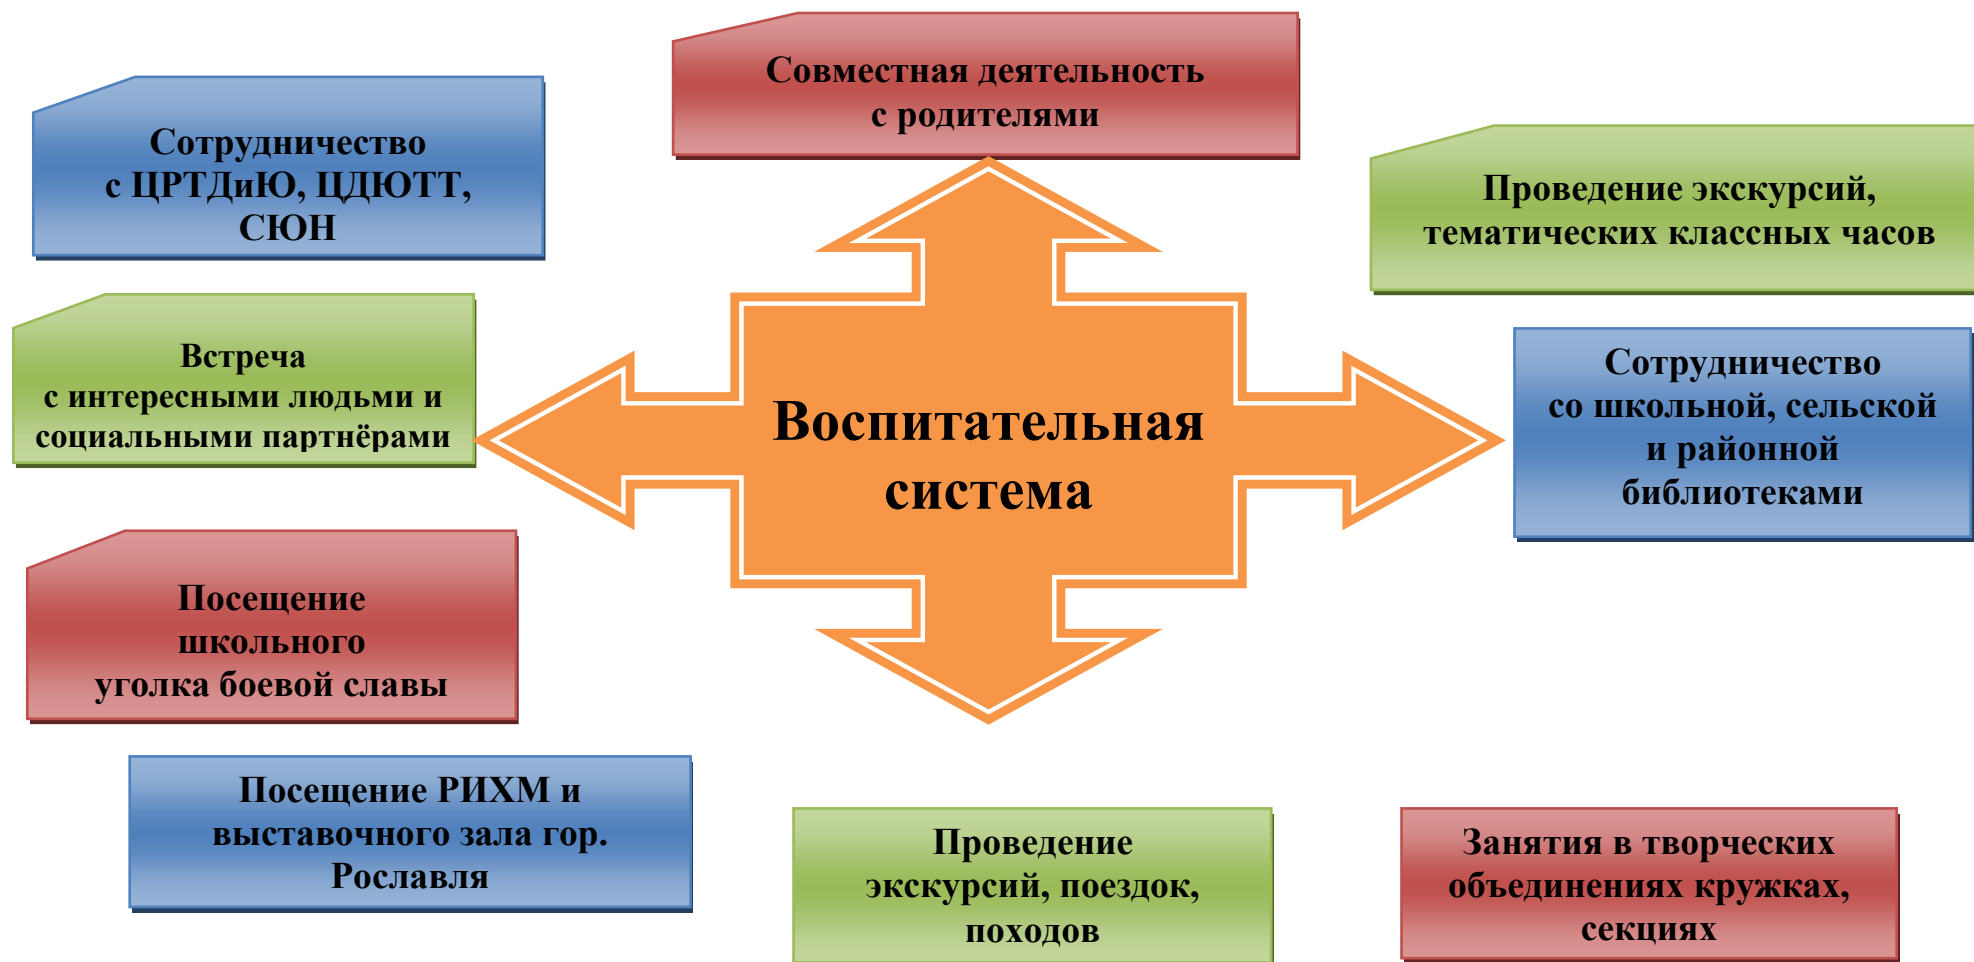 Совместная деятельность
с родителями
Сотрудничество
с ЦРТДиЮ, ЦДЮТТ,
СЮН
Проведение экскурсий,
тематических классных часов
Встреча
с интересными людьми и
социальными партнёрами
Воспитательная
система
Сотрудничество
со школьной, сельской
и районной
библиотеками
Посещение
школьного
уголка боевой славы
Посещение РИХМ и
выставочного зала гор.
Рославля
Проведение
экскурсий, поездок,
походов
Занятия в творческих
объединениях кружках,
секциях